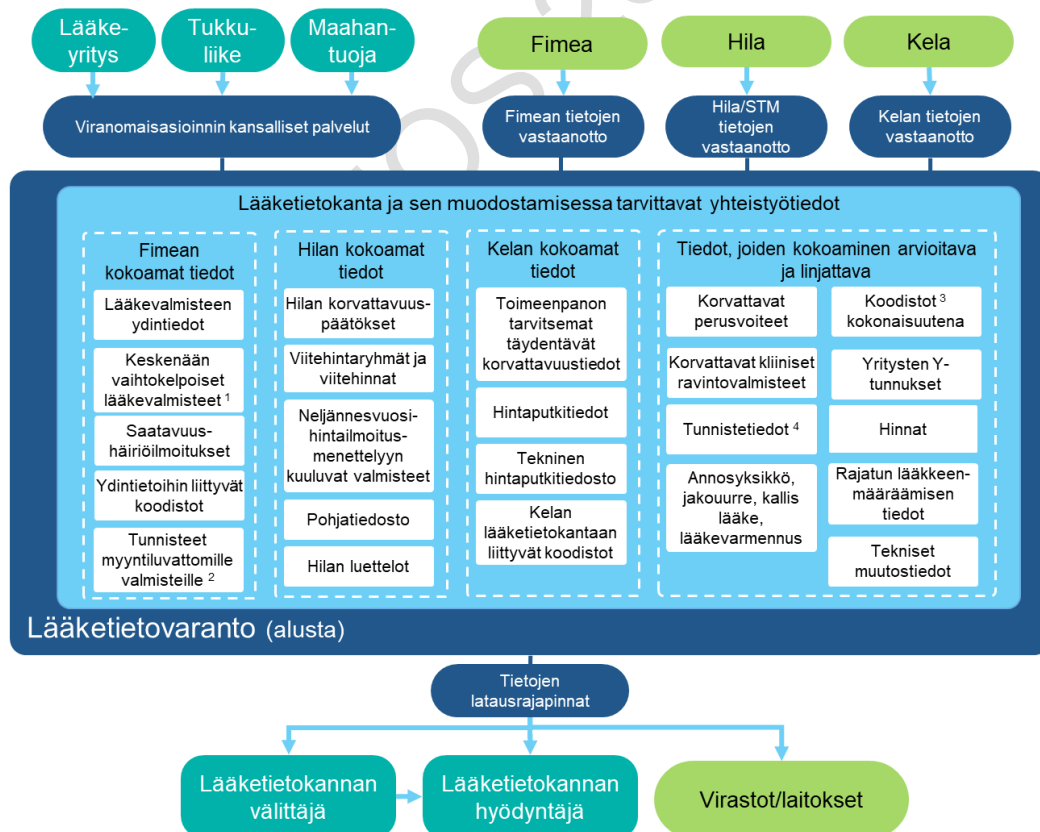 Lääke-
yritys
Tukku-
liike
Maahan-
tuoja
Fimea
Hila
Kela
Viranomaisasioinnin kansalliset palvelut
Fimean tietojen
vastaanotto
Hila/STM
tietojen
vastaanotto
Kelan tietojen
vastaanotto
Lääketietokanta ja sen muodostamisessa tarvittavat yhteistyötiedot
Fimean
kokoamat tiedot
Lääkevalmisteen
ydintiedot
Keskenään
vaihtokelpoiset
lääkevalmisteet 1
Saatavuus-
häiriöilmoitukset
Ydintietoihin liittyvät
koodistot
Tunnisteet
myyntiluvattomille
valmisteille 2
Hilan kokoamat
tiedot
Hilan korvattavuus-
päätökset
Viitehintaryhmät ja
viitehinnat
Neljännesvuosi-
hintailmoitus-
menettelyyn
kuuluvat valmisteet
Pohjatiedosto
Hilan luettelot
Kelan kokoamat
tiedot
Toimeenpanon
tarvitsemat
täydentävät
korvattavuustiedot
Hintaputkitiedot
Tekninen
hintaputkitiedosto
Kelan
lääketietokantaan
liittyvät koodistot
Tiedot, joiden kokoaminen arvioitava
ja linjattava
Korvattavat
perusvoiteet
Korvattavat kliiniset
ravintovalmisteet
Tunnistetiedot 4
Annosyksikkö,
jakouurre, kallis
lääke,
lääkevarmennus
Koodistot 3
kokonaisuutena
Yritysten Y-
tunnukset
Hinnat
Rajatun lääkkeen-
määräämisen
tiedot
Tekniset
muutostiedot
Lääketietovaranto (alusta)
Tietojen
latausrajapinnat
Lääketietokannan
välittäjä
Lääketietokannan
hyödyntäjä
Virastot/laitokset